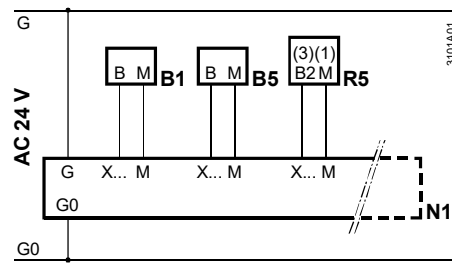 G
3101A01
(3)(1)
B M B1
B M B5
B2 M R5
AC 24 V
G X... M X... M X... M
G0
N1
G0